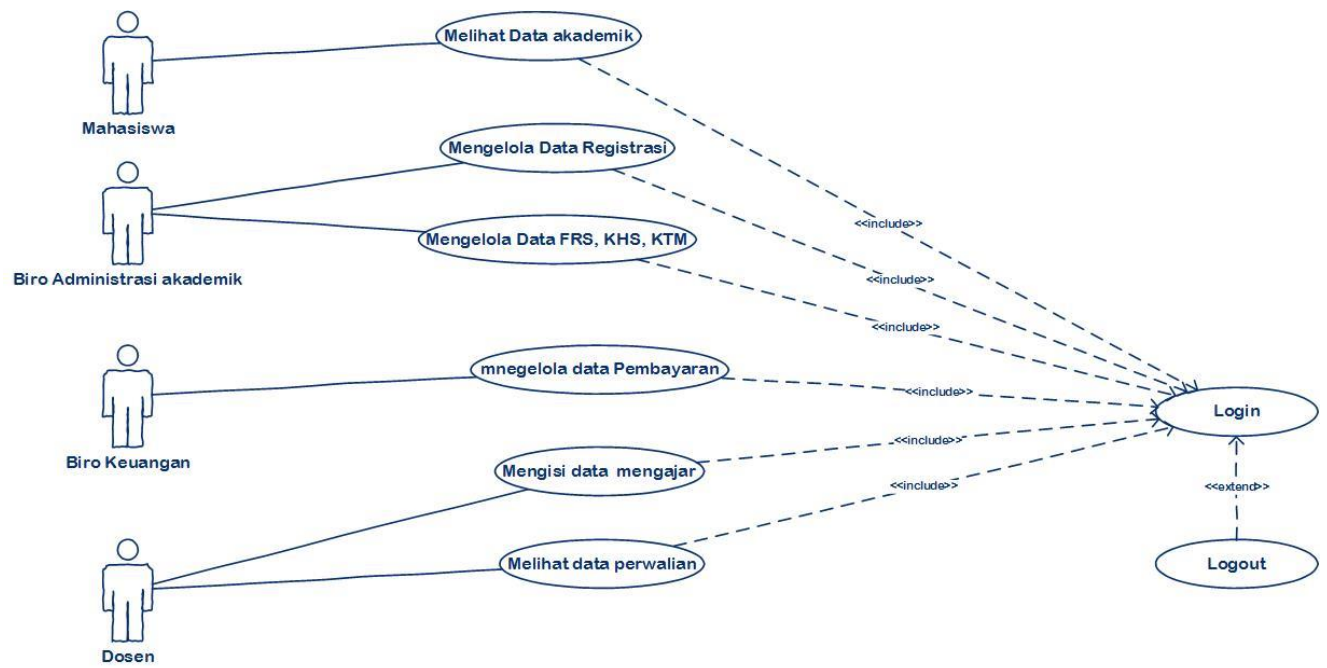 Melihat Data akademik
Mahasiswa
Mengelola Data Registrasi
<<include>>
Mengelola Data FRS, KHS, KTM
Biro Administrasi akademik
<<include>>
<<include>>
mnegelola data Pembayaran
<<include>>
Login
Biro Keuangan
Mengisi data mengajar
<<include>>
<<include>>
<<extend>>
Melihat data perwalian
Logout
Dosen